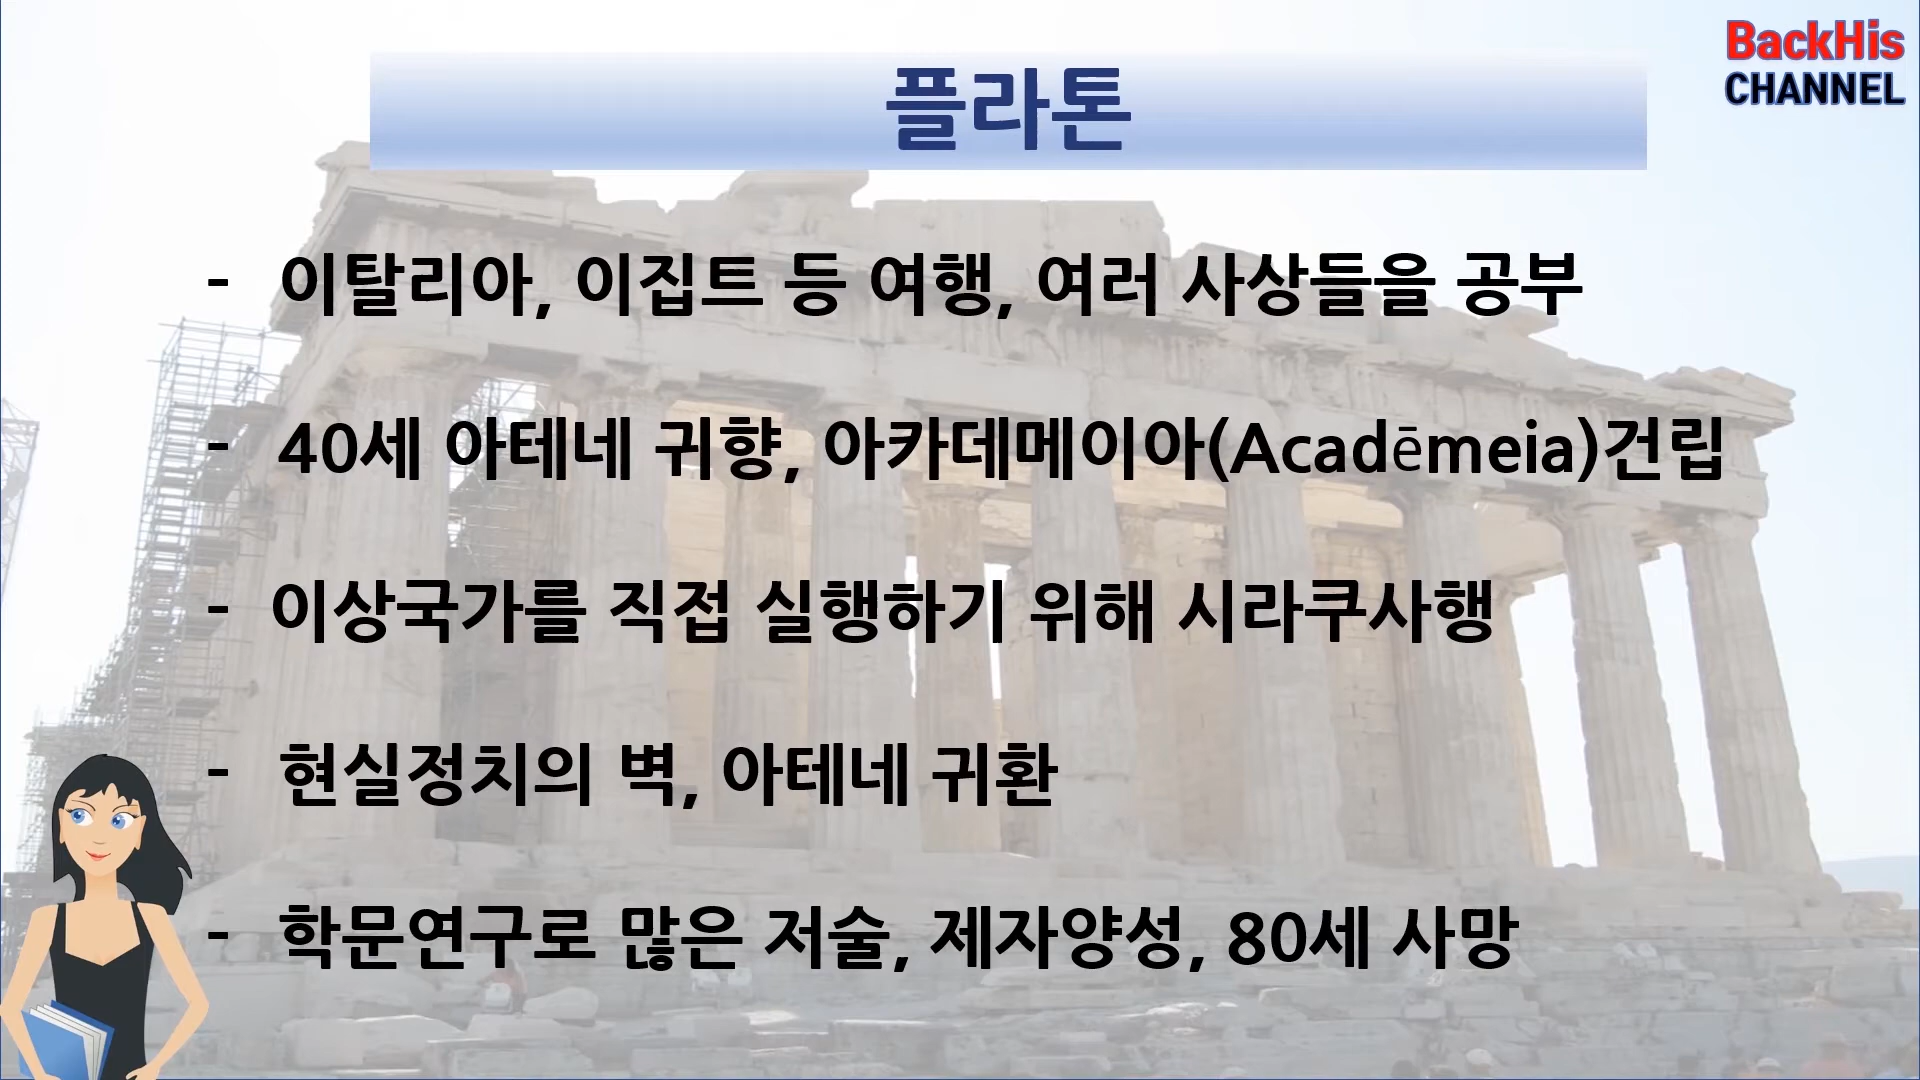 BackHis
CHANNEL
플라톤
- 이탈리아, 이집트 등 여행, 여러 사상들을 공부
- 40세 아테네 귀향, 아카데메이아(Acadēmeia)건립
- 이상국가를 직접 실행하기 위해 시라쿠사행
- 현실정치의 벽, 아테네 귀환
- 학문연구로 많은 저술, 제자양성, 80세 사망